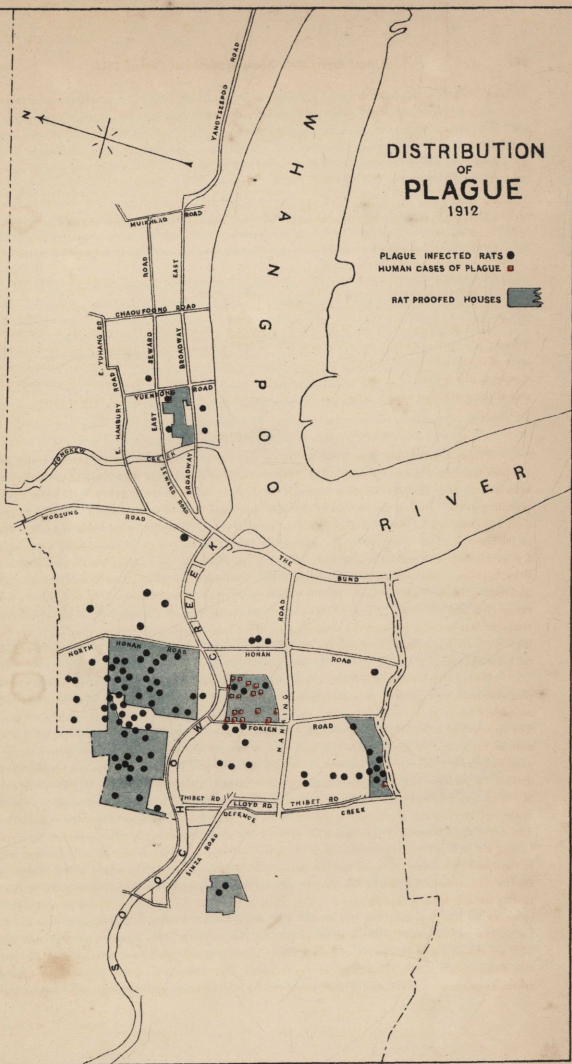 DISTRIBUTION
OF
PLAGUE
1912
PLAGUE INFECTED RATS
HUMAN CASES OF PLAGUE
RAT PROOFED HOUSES
N
YANGTSZEPOO ROAD
WHANGPOO
RIVER
MUIRHEAD ROAD
ROAD
EAST
CHAOUFOONG ROAD
E. YUHANG RD
SEWARD
BROADWAY
YUENFONG ROAD
E. HANBURY ROAD
EAST
HONGKEW
CREEK
SEWARD ROAD
BROADWAY
WOOSUNG ROAD
THE BUND
SOOCHOW CREEK
NORTH HONAN ROAD
HONAN ROAD
NANKING ROAD
FOKIEN ROAD
THIBET RD
LLOYD RD
THIBET RD
DEFENCE CREEK
SINZA ROAD